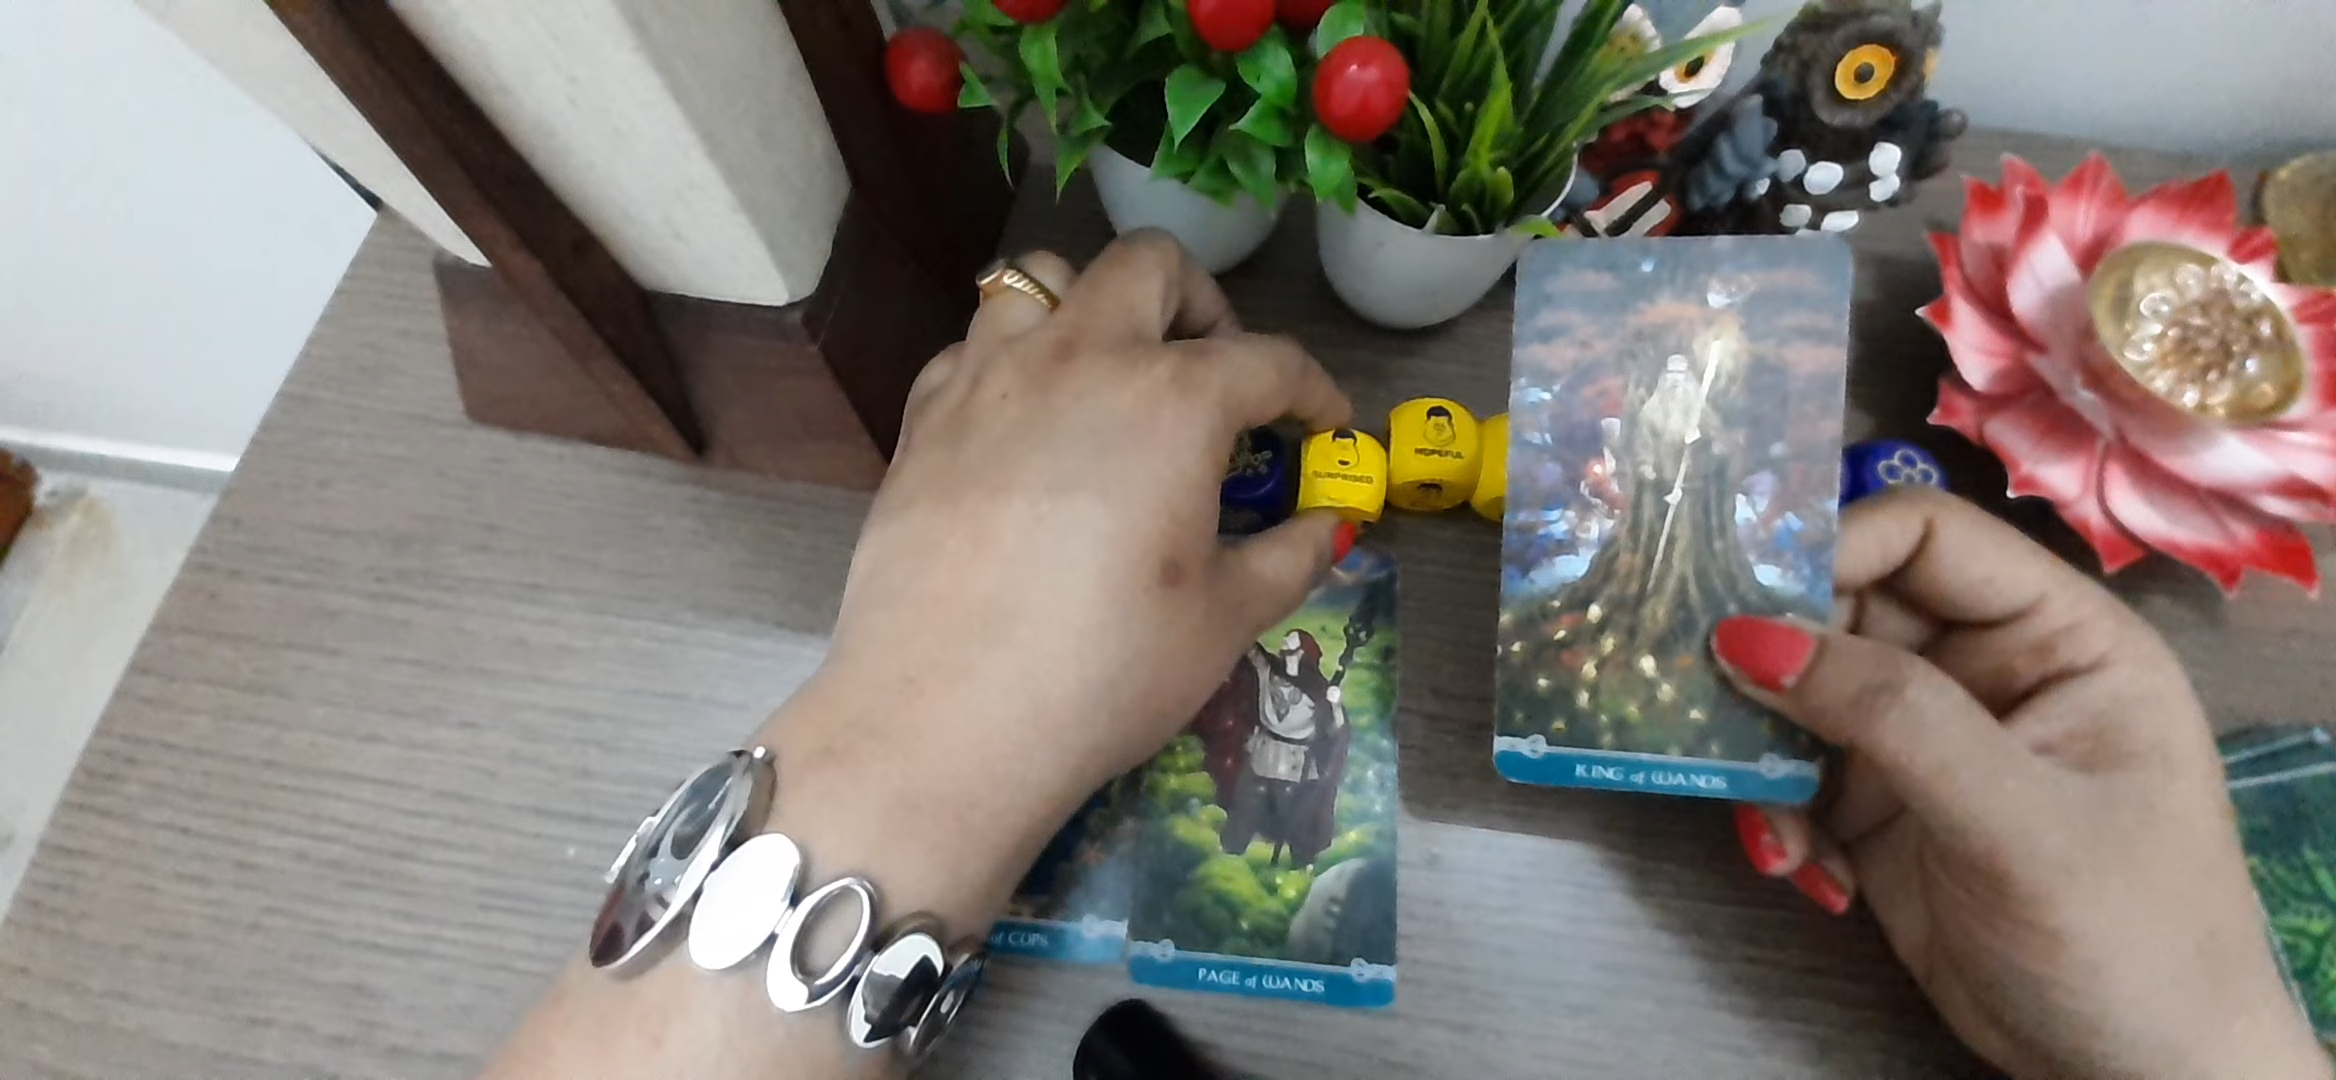 SURPRISED
HOPEFUL
KING of WANDS
of CUPS
PAGE of WANDS